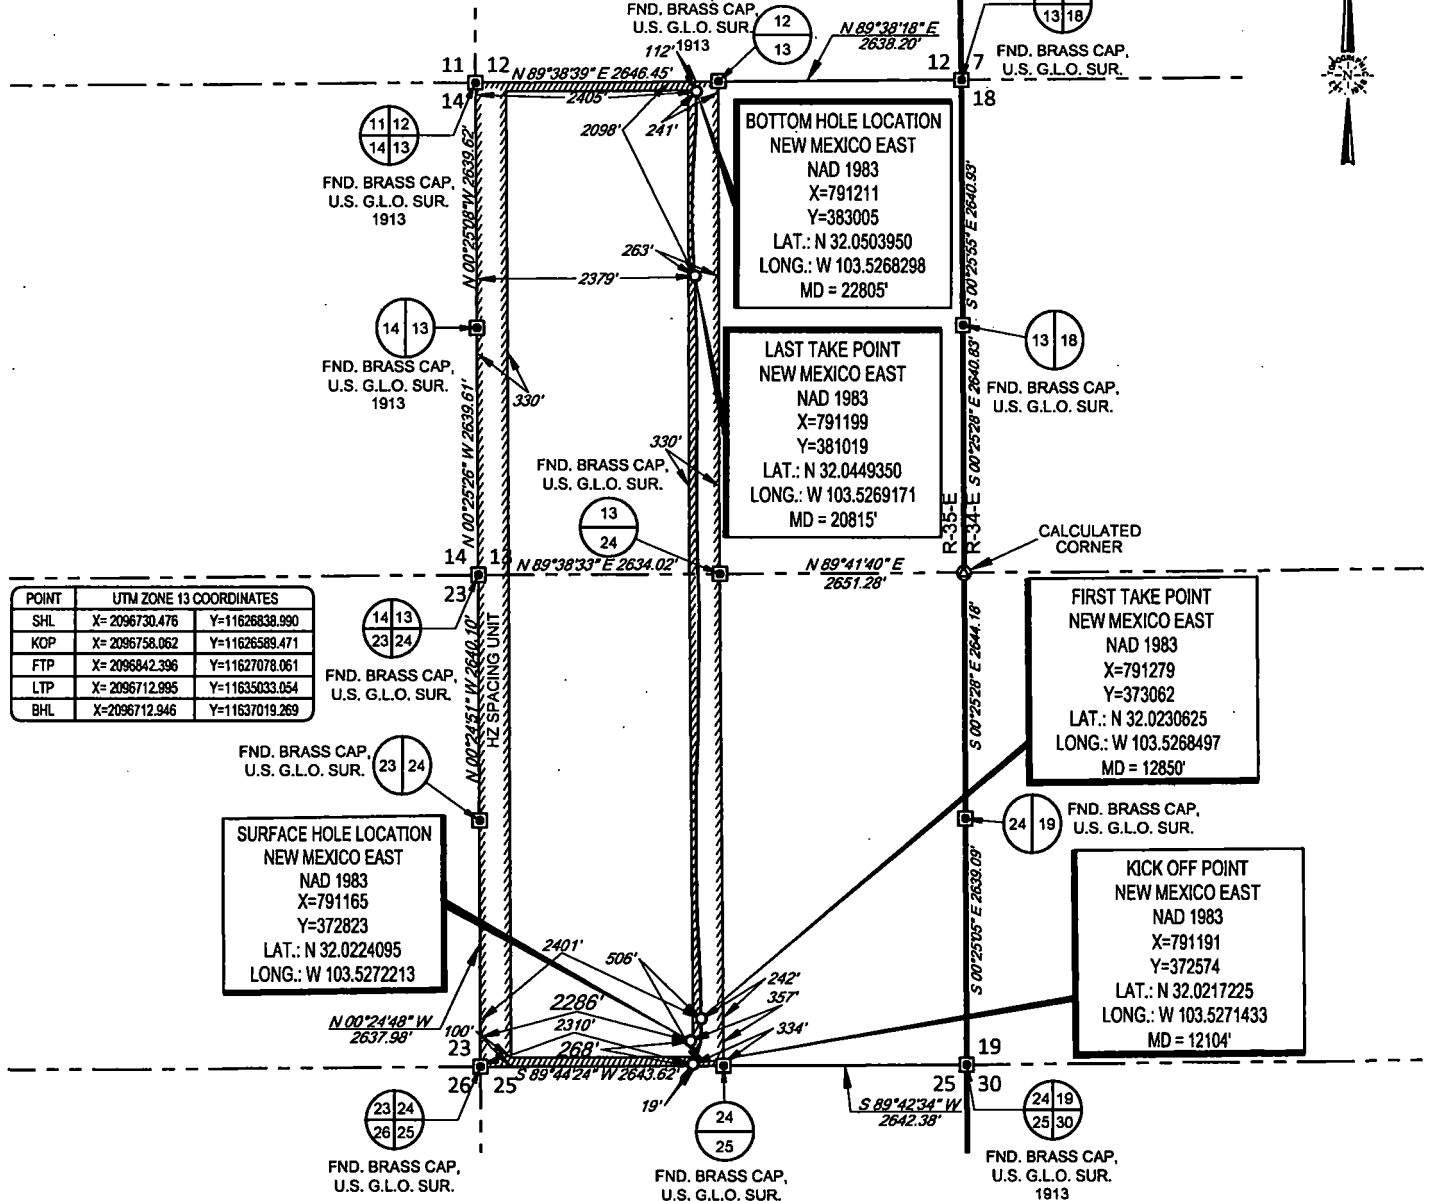 FND. BRASS CAP,
U.S. G.L.O. SUR.
1913
12
13
N 89°38'18" E
2638.20'
13 18
FND. BRASS CAP,
U.S. G.L.O. SUR.
112'
11 12
14
N 89°38'39" E 2646.45'
2405'
12 7
18
N
11 12
14 13
FND. BRASS CAP,
U.S. G.L.O. SUR.
1913
N 00°25'08" W 2639.62'
2098'
241'
BOTTOM HOLE LOCATION
NEW MEXICO EAST
NAD 1983
X=791211
Y=383005
LAT.: N 32.0503950
LONG.: W 103.5268298
MD = 22805'
S 00°25'55" E 2640.93'
263'
2379'
14 13
FND. BRASS CAP,
U.S. G.L.O. SUR.
1913
330'
13 18
FND. BRASS CAP,
U.S. G.L.O. SUR.
LAST TAKE POINT
NEW MEXICO EAST
NAD 1983
X=791199
Y=381019
LAT.: N 32.0449350
LONG.: W 103.5269171
MD = 20815'
S 00°25'28" E 2640.83'
N 00°25'26" W 2639.61'
330'
FND. BRASS CAP,
U.S. G.L.O. SUR.
13
24
R-35-E
R-34-E
CALCULATED
CORNER
14 13
23
N 89°38'33" E 2634.02'
N 89°41'40" E
2651.28'
POINT UTM ZONE 13 COORDINATES
SHL X= 2096730.476 Y=11626838.990
KOP X= 2096758.062 Y=11626589.471
FTP X= 2096842.396 Y=11627078.061
LTP X= 2096712.995 Y=11635033.054
BHL X=2096712.946 Y=11637019.269
14 13
23 24
FND. BRASS CAP,
U.S. G.L.O. SUR.
N 00°24'51" W 2640.10'
HZ SPACING UNIT
S 00°25'28" E 2644.18'
FIRST TAKE POINT
NEW MEXICO EAST
NAD 1983
X=791279
Y=373062
LAT.: N 32.0230625
LONG.: W 103.5268497
MD = 12850'
FND. BRASS CAP,
U.S. G.L.O. SUR.
23 24
24 19
FND. BRASS CAP,
U.S. G.L.O. SUR.
SURFACE HOLE LOCATION
NEW MEXICO EAST
NAD 1983
X=791165
Y=372823
LAT.: N 32.0224095
LONG.: W 103.5272213
S 00°25'05" E 2639.09'
KICK OFF POINT
NEW MEXICO EAST
NAD 1983
X=791191
Y=372574
LAT.: N 32.0217225
LONG.: W 103.5271433
MD = 12104'
2401'
506'
242'
357'
334'
2286'
2310'
268'
100'
N 00°24'48" W
2637.98'
23
26 25
S 89°44'24" W 2643.62'
19'
19
25 30
S 89°42'34" W
2642.38'
23 24
26 25
FND. BRASS CAP,
U.S. G.L.O. SUR.
24
25
FND. BRASS CAP,
U.S. G.L.O. SUR.
24 19
25 30
FND. BRASS CAP,
U.S. G.L.O. SUR.
1913